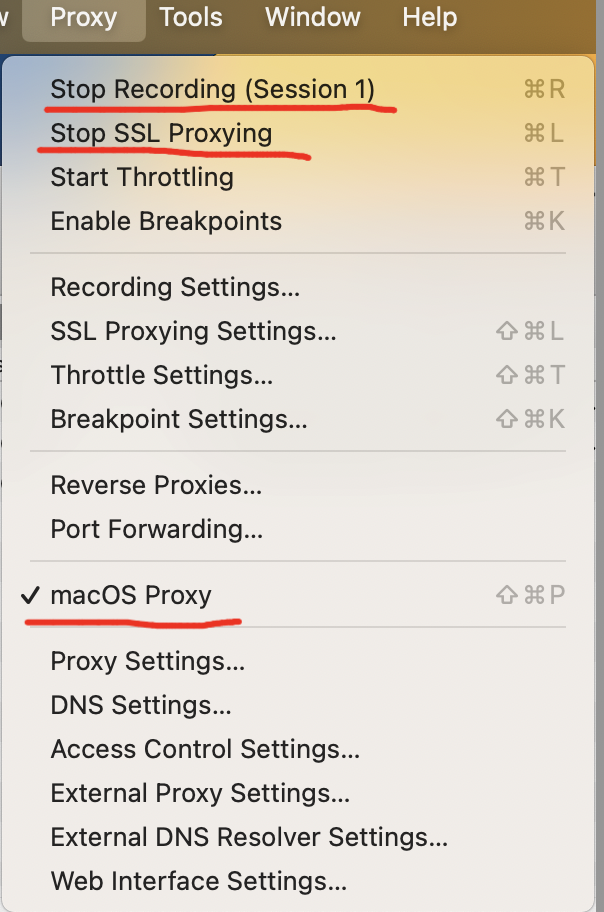 Proxy Tools Window Help
Stop Recording (Session 1) ⌘R
Stop SSL Proxying ⌘L
Start Throttling ⌘T
Enable Breakpoints ⌘K
Recording Settings...
SSL Proxying Settings... ⇧⌘L
Throttle Settings... ⇧⌘T
Breakpoint Settings... ⇧⌘K
Reverse Proxies...
Port Forwarding...
✓ macOS Proxy ⇧⌘P
Proxy Settings...
DNS Settings...
Access Control Settings...
External Proxy Settings...
External DNS Resolver Settings...
Web Interface Settings...